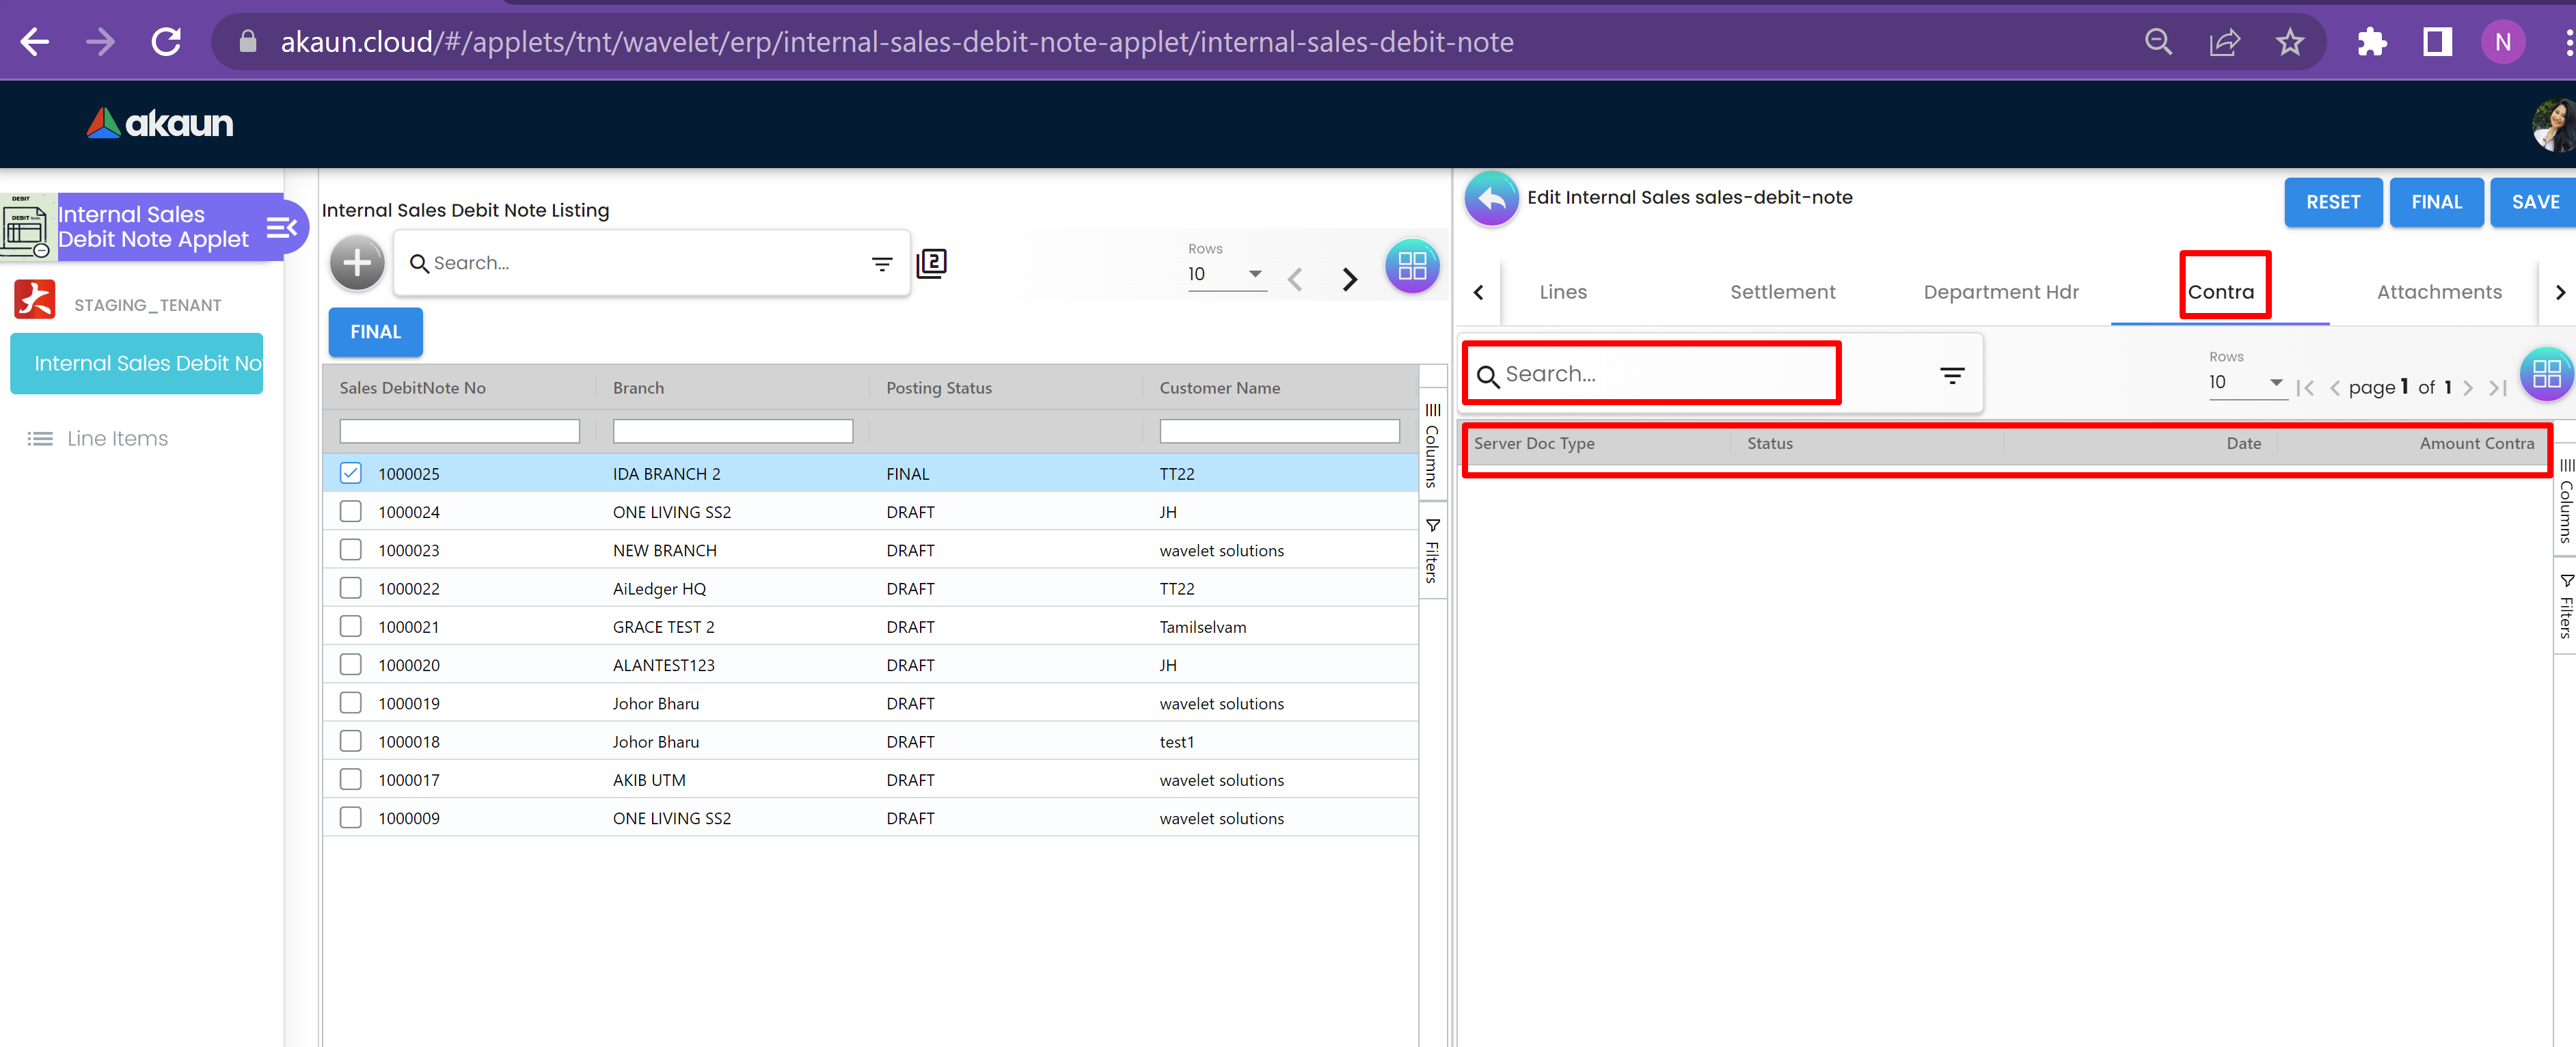 akaun.cloud/#/applets/tnt/wavelet/erp/internal-sales-debit-note-applet/internal-sales-debit-note
N
akaun
DEBIT
Internal Sales
Debit Note Applet
STAGING_TENANT
Internal Sales Debit No
Line Items
Internal Sales Debit Note Listing
Search...
2
Rows
10
FINAL
Sales DebitNote No Branch Posting Status Customer Name
1000025 IDA BRANCH 2 FINAL TT22
1000024 ONE LIVING SS2 DRAFT JH
1000023 NEW BRANCH DRAFT wavelet solutions
1000022 AiLedger HQ DRAFT TT22
1000021 GRACE TEST 2 DRAFT Tamilselvam
1000020 ALANTEST123 DRAFT JH
1000019 Johor Bharu DRAFT wavelet solutions
1000018 Johor Bharu DRAFT test1
1000017 AKIB UTM DRAFT wavelet solutions
1000009 ONE LIVING SS2 DRAFT wavelet solutions
Columns
Filters
Edit Internal Sales sales-debit-note
RESET FINAL SAVE
Lines Settlement Department Hdr Contra Attachments
Search...
Rows
10
page 1 of 1
Server Doc Type Status Date Amount Contra
Columns
Filters